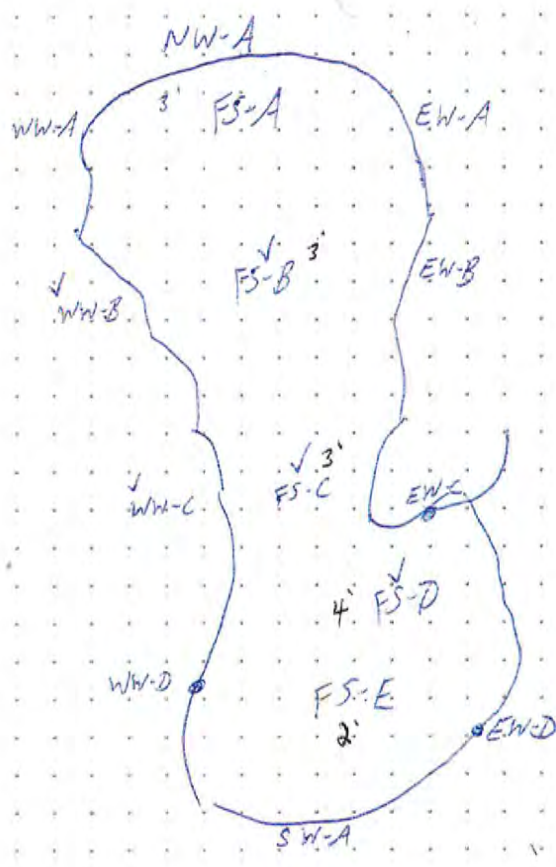 NW-A
3' FS-A
WW-A
EW-A
FS-B 3'
EW-B
WW-B
FS-C 3'
EW-C
WW-C
4' FS-D
WW-D
FS-E
2'
EW-D
SW-A